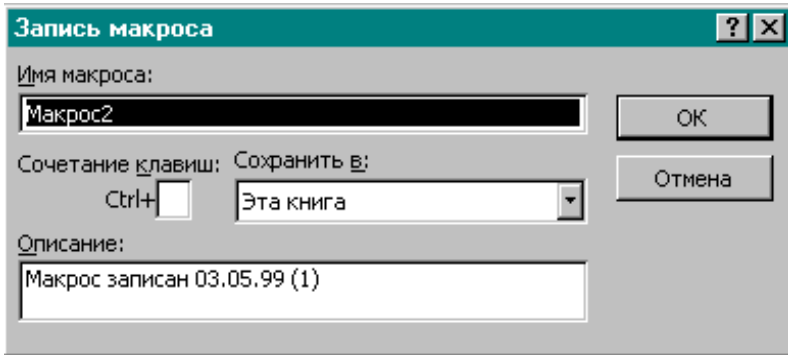 Запись макроса
Имя макроса:
Макрос2
OK
Сочетание клавиш: Сохранить в:
Ctrl+ Эта книга
Отмена
Описание:
Макрос записан 03.05.99 (1)